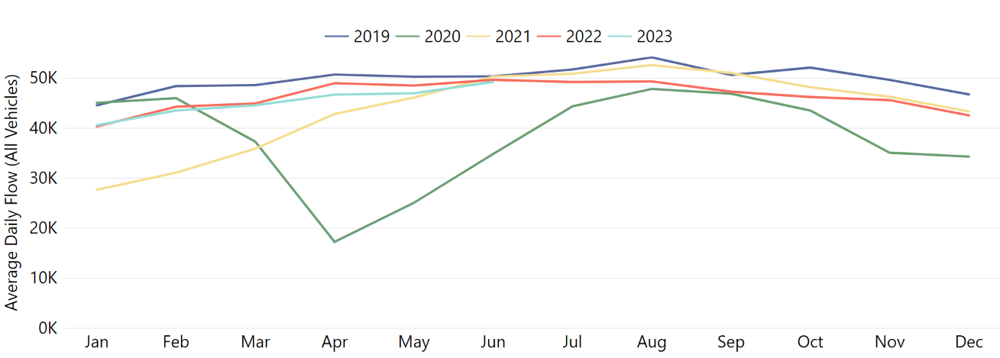 2019 2020 2021 2022 2023
Average Daily Flow (All Vehicles)
50K
40K
30K
20K
10K
0K
Jan Feb Mar Apr May Jun Jul Aug Sep Oct Nov Dec